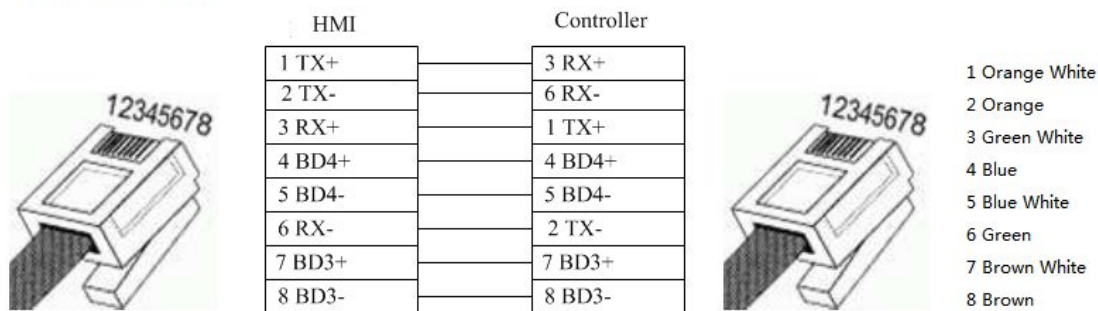 HMI
Controller
1 TX+
3 RX+
2 TX-
6 RX-
3 RX+
1 TX+
4 BD4+
4 BD4+
5 BD4-
5 BD4-
6 RX-
2 TX-
7 BD3+
7 BD3+
8 BD3-
8 BD3-
12345678
12345678
1 Orange White
2 Orange
3 Green White
4 Blue
5 Blue White
6 Green
7 Brown White
8 Brown